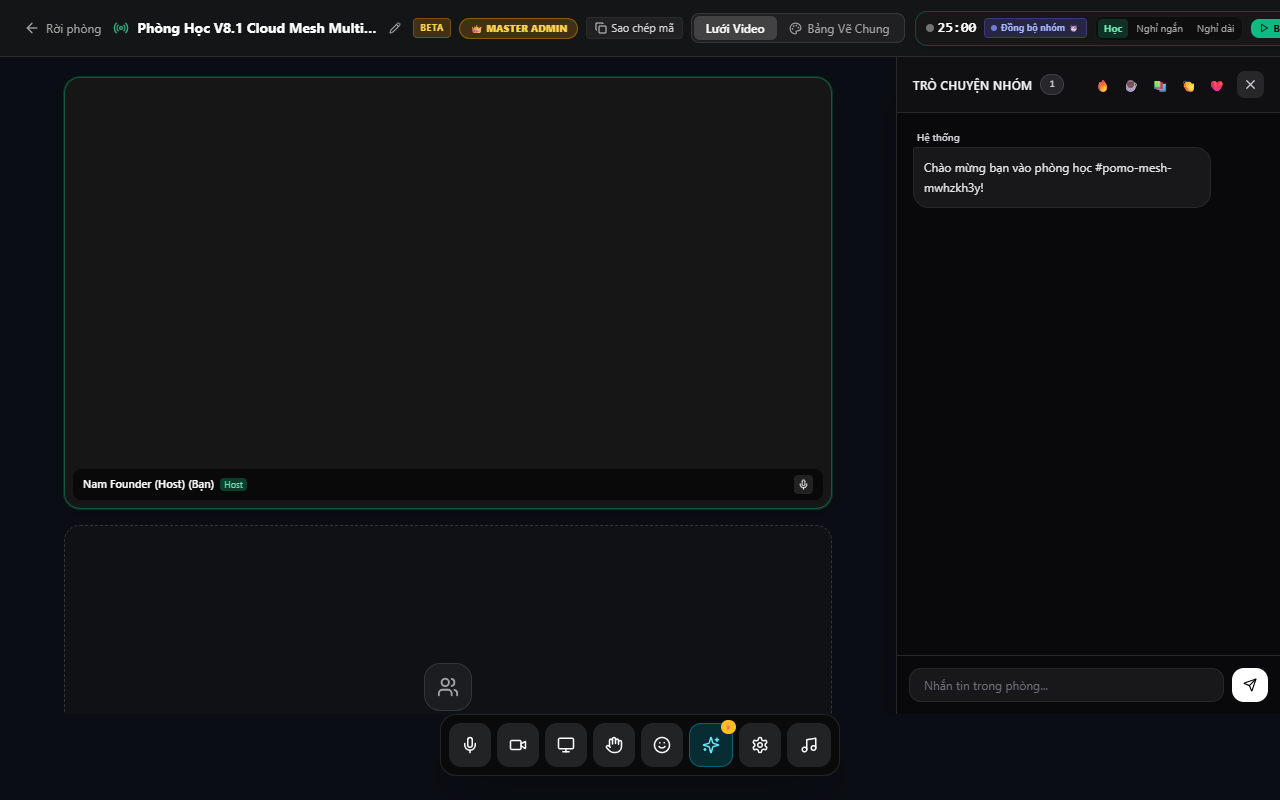 Rời phòng
Phòng Học V8.1 Cloud Mesh Multi...
BETA
MASTER ADMIN
Sao chép mã
Lưới Video
Bảng Vẽ Chung
25:00
Đồng bộ nhóm
Học
Nghỉ ngắn
Nghỉ dài
TRÒ CHUYỆN NHÓM
1
Hệ thống
Chào mừng bạn vào phòng học #pomo-mesh-
mwhzkh3y!
Nam Founder (Host) (Bạn)
Host
Nhắn tin trong phòng...